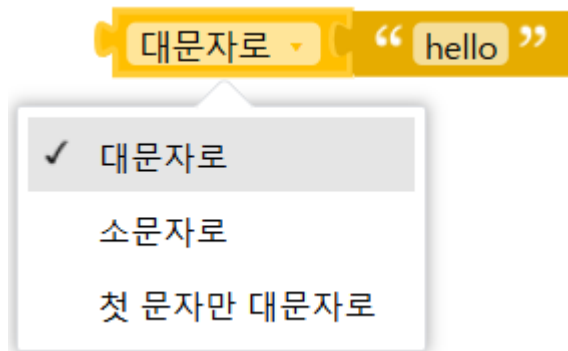 대문자로 “ hello ”
✓ 대문자로
소문자로
첫 문자만 대문자로